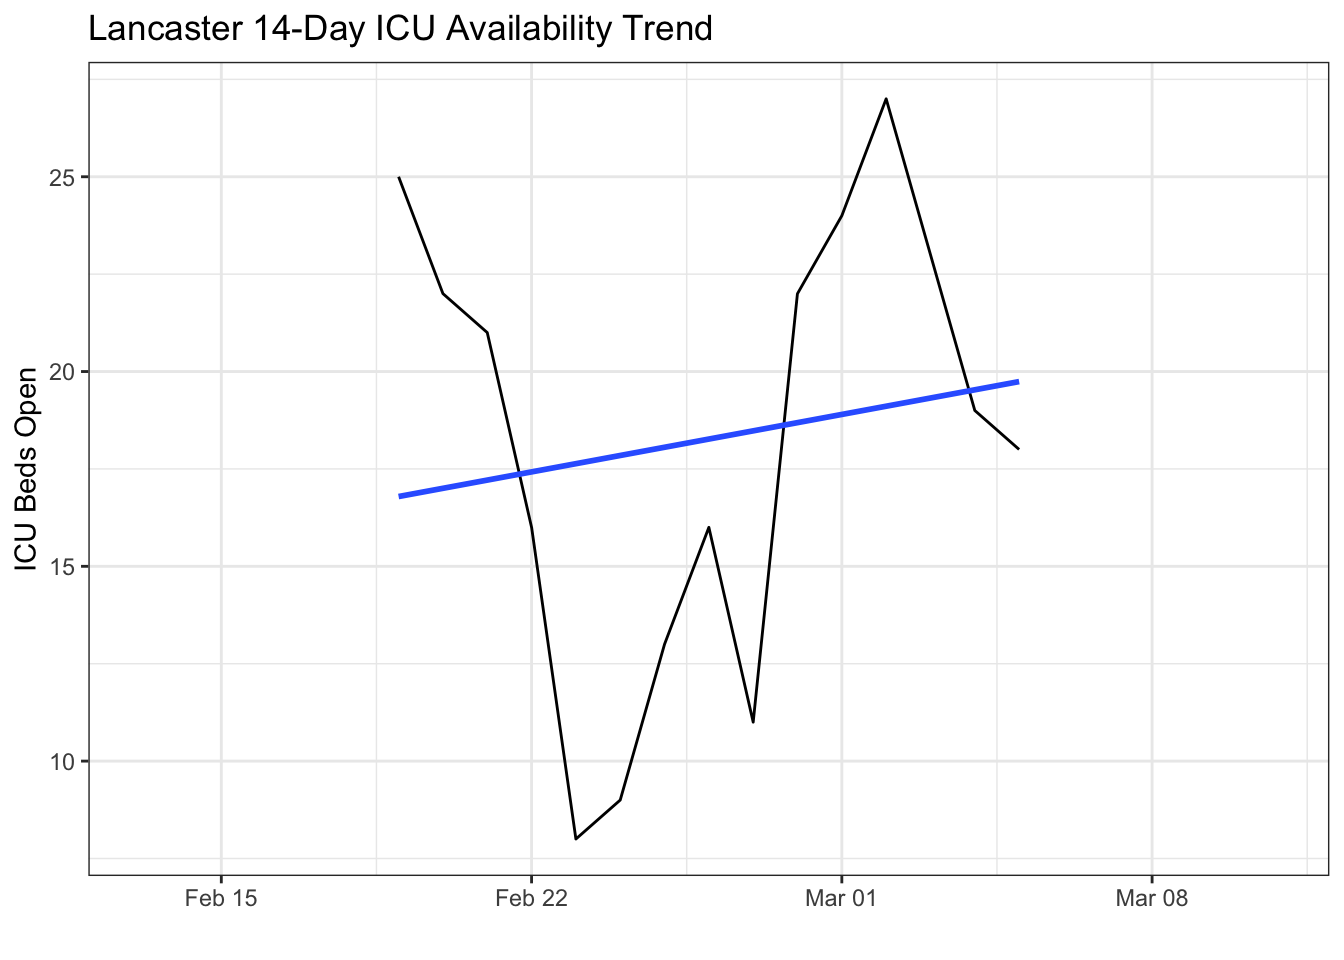 Lancaster 14-Day ICU Availability Trend
ICU Beds Open
25
20
15
10
Feb 15
Feb 22
Mar 01
Mar 08